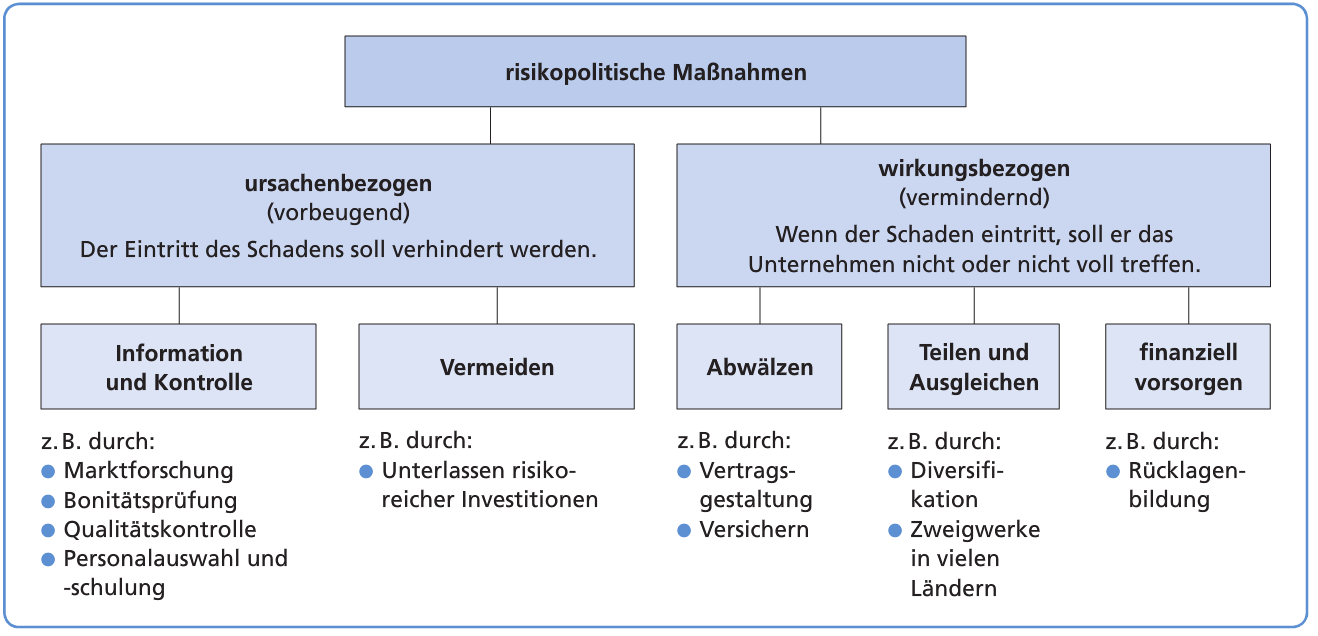 risikopolitische Maßnahmen
ursachenbezogen
(vorbeugend)
Der Eintritt des Schadens soll verhindert werden.
wirkungsbezogen
(vermindernd)
Wenn der Schaden eintritt, soll er das
Unternehmen nicht oder nicht voll treffen.
Information
und Kontrolle
z. B. durch:
● Marktforschung
● Bonitätsprüfung
● Qualitätskontrolle
● Personalauswahl und
-schulung
Vermeiden
z. B. durch:
● Unterlassen risiko-
reicher Investitionen
Abwälzen
z. B. durch:
● Vertrags-
gestaltung
● Versichern
Teilen und
Ausgleichen
z. B. durch:
● Diversifi-
kation
● Zweigwerke
in vielen
Ländern
finanziell
vorsorgen
z. B. durch:
● Rücklagen-
bildung